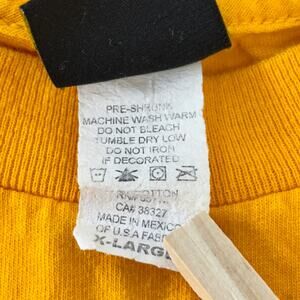 PRE-SHRUNK
MACHINE WASH WARM
DO NOT BLEACH
TUMBLE DRY LOW
DO NOT IRON
IF DECORATED
COTTON
CA# 38327
MADE IN MEXICO
OF U.S.A FABRIC
X-LARGE